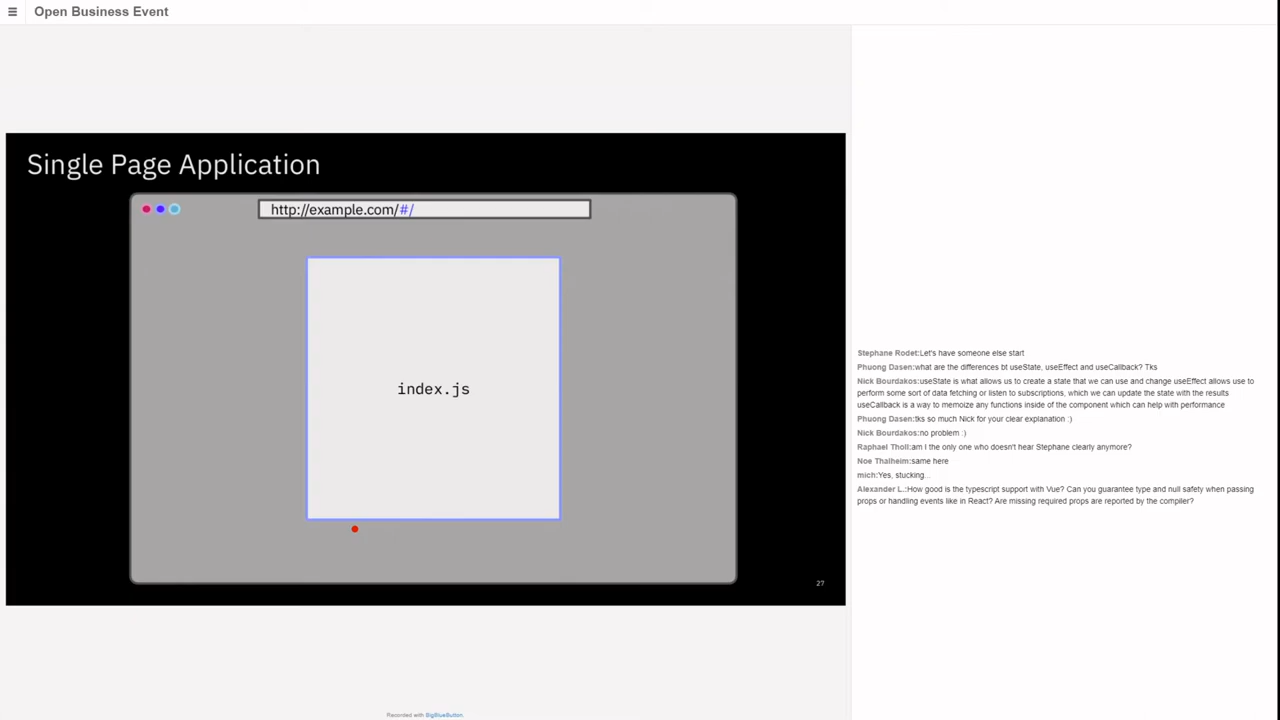 Open Business Event
Single Page Application
http://example.com/#/
index.js
27
Stephane Rodet:Let's have someone else start
Phuong Dasen:what are the differences bt useState, useEffect and useCallback? Tks
Nick Bourdakos:useState is what allows us to create a state that we can use and change useEffect allows use to
perform some sort of data fetching or listen to subscriptions, which we can update the state with the results
useCallback is a way to memoize any functions inside of the component which can help with performance
Phuong Dasen:tks so much Nick for your clear explanation :)
Nick Bourdakos:no problem :)
Raphael Tholl:am I the only one who doesn't hear Stephane clearly anymore?
Noe Thalheim:same here
mich:Yes, stucking...
Alexander L.:How good is the typescript support with Vue? Can you guarantee type and null safety when passing
props or handling events like in React? Are missing required props are reported by the compiler?
Recorded with BigBlueButton.